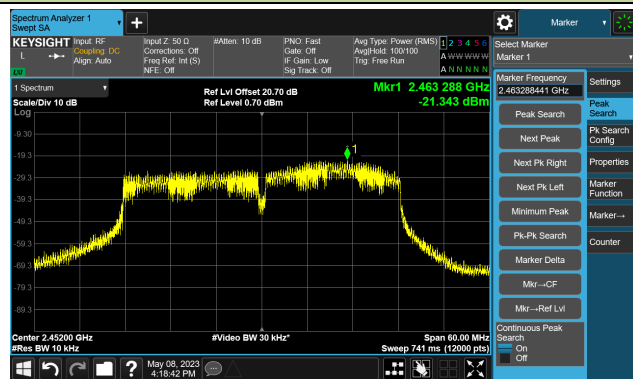 Spectrum Analyzer 1
Swept SA
Marker
KEYSIGHT
Input: RF
Coupling: DC
Align: Auto
Input Z: 50 Ω
Corrections: Off
Freq Ref: Int (S)
NFE: Off
#Atten: 10 dB
PNO: Fast
Gate: Off
IF Gain: Low
Sig Track: Off
Avg Type: Power (RMS)
Avg|Hold: 100/100
Trig: Free Run
1 2 3 4 5 6
A W W W W W
A N N N N N
L
LXI
Select Marker
Marker 1
1 Spectrum
Scale/Div 10 dB
Log
Ref Lvl Offset 20.70 dB
Ref Level 0.70 dBm
Mkr1 2.463 288 GHz
-21.343 dBm
-9.30
-19.3
-29.3
-39.3
-49.3
-59.3
-69.3
-79.3
-89.3
1
Center 2.45200 GHz
#Res BW 10 kHz
#Video BW 30 kHz*
Span 60.00 MHz
Sweep 741 ms (12000 pts)
Marker Frequency
2.463288441 GHz
Peak Search
Next Peak
Next Pk Right
Next Pk Left
Minimum Peak
Pk-Pk Search
Marker Delta
Mkr→CF
Mkr→Ref Lvl
Continuous Peak
Search
On
Off
Settings
Peak
Search
Pk Search
Config
Properties
Marker
Function
Marker→
Counter
?
May 08, 2023
4:18:42 PM